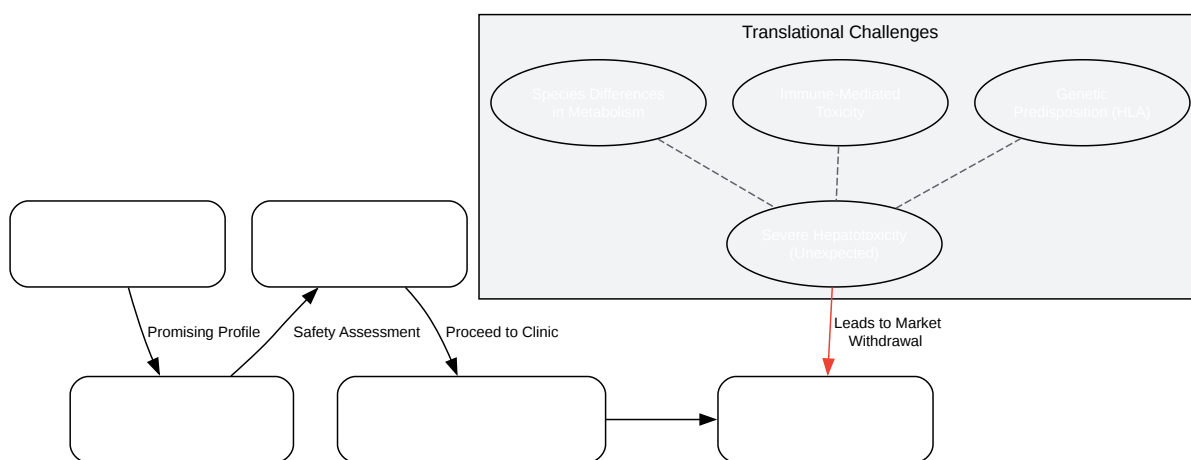 Translational Challenges
Species Differences
in Metabolism
Immune-Mediated
Toxicity
Genetic
Predisposition (HLA)
Severe Hepatotoxicity
(Unexpected)
Promising Profile
Safety Assessment
Proceed to Clinic
Leads to Market
Withdrawal